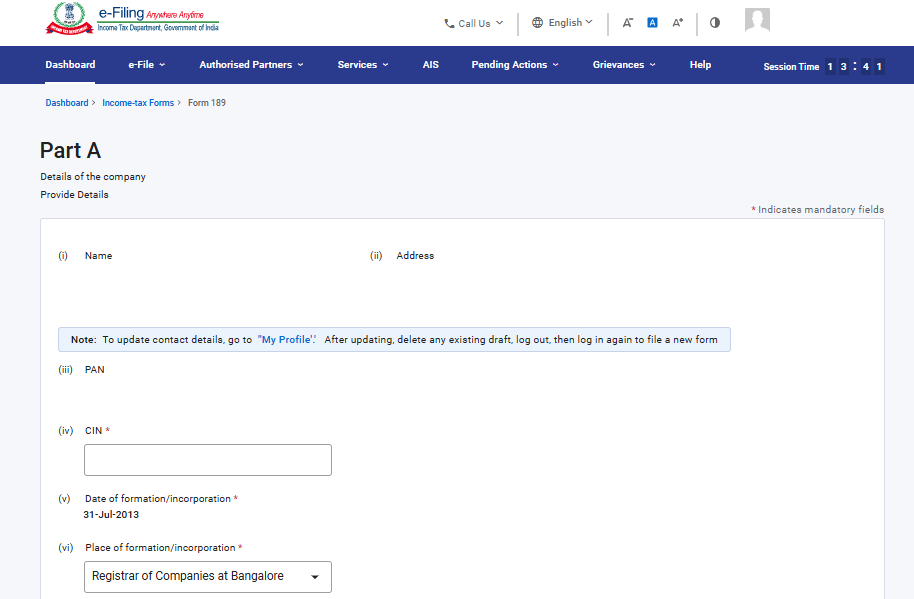 e-Filing Anywhere Anytime
Income Tax Department, Government of India
Call Us
English
A-
A
A+
Dashboard
e-File
Authorised Partners
Services
AIS
Pending Actions
Grievances
Help
Session Time 1 3 : 4 1
Dashboard > Income-tax Forms > Form 189
Part A
Details of the company
Provide Details
* Indicates mandatory fields
(i) Name
(ii) Address
Note: To update contact details, go to "My Profile'.' After updating, delete any existing draft, log out, then log in again to file a new form
(iii) PAN
(iv) CIN *
(v) Date of formation/incorporation *
31-Jul-2013
(vi) Place of formation/incorporation *
Registrar of Companies at Bangalore